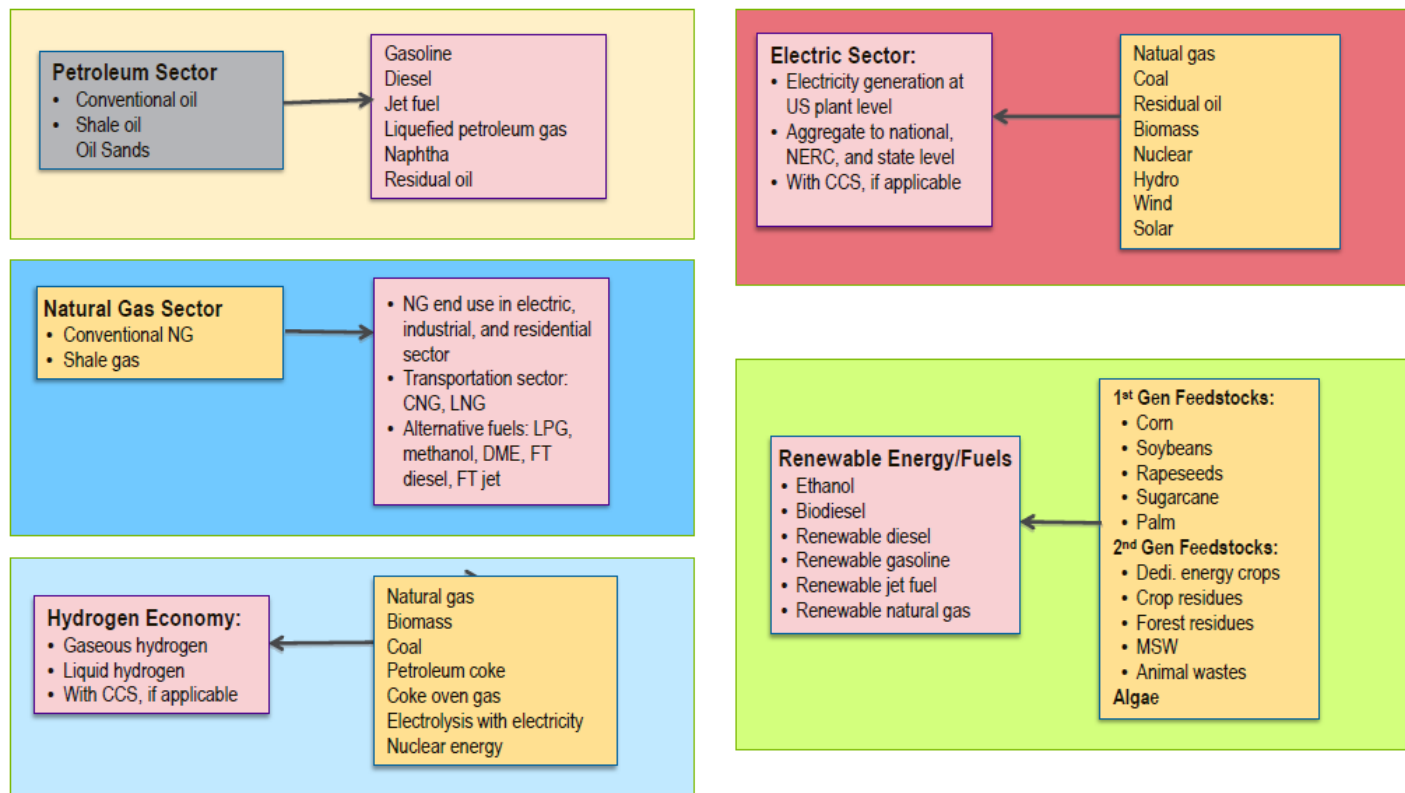 Petroleum Sector
• Conventional oil
• Shale oil
Oil Sands
Gasoline
Diesel
Jet fuel
Liquefied petroleum gas
Naphtha
Residual oil
Natural Gas Sector
• Conventional NG
• Shale gas
• NG end use in electric,
industrial, and residential
sector
• Transportation sector:
CNG, LNG
• Alternative fuels: LPG,
methanol, DME, FT
diesel, FT jet
Hydrogen Economy:
• Gaseous hydrogen
• Liquid hydrogen
• With CCS, if applicable
Natural gas
Biomass
Coal
Petroleum coke
Coke oven gas
Electrolysis with electricity
Nuclear energy
Electric Sector:
• Electricity generation at
US plant level
• Aggregate to national,
NERC, and state level
• With CCS, if applicable
Natual gas
Coal
Residual oil
Biomass
Nuclear
Hydro
Wind
Solar
Renewable Energy/Fuels
• Ethanol
• Biodiesel
• Renewable diesel
• Renewable gasoline
• Renewable jet fuel
• Renewable natural gas
1st Gen Feedstocks:
• Corn
• Soybeans
• Rapeseeds
• Sugarcane
• Palm
2nd Gen Feedstocks:
• Dedi. energy crops
• Crop residues
• Forest residues
• MSW
• Animal wastes
Algae